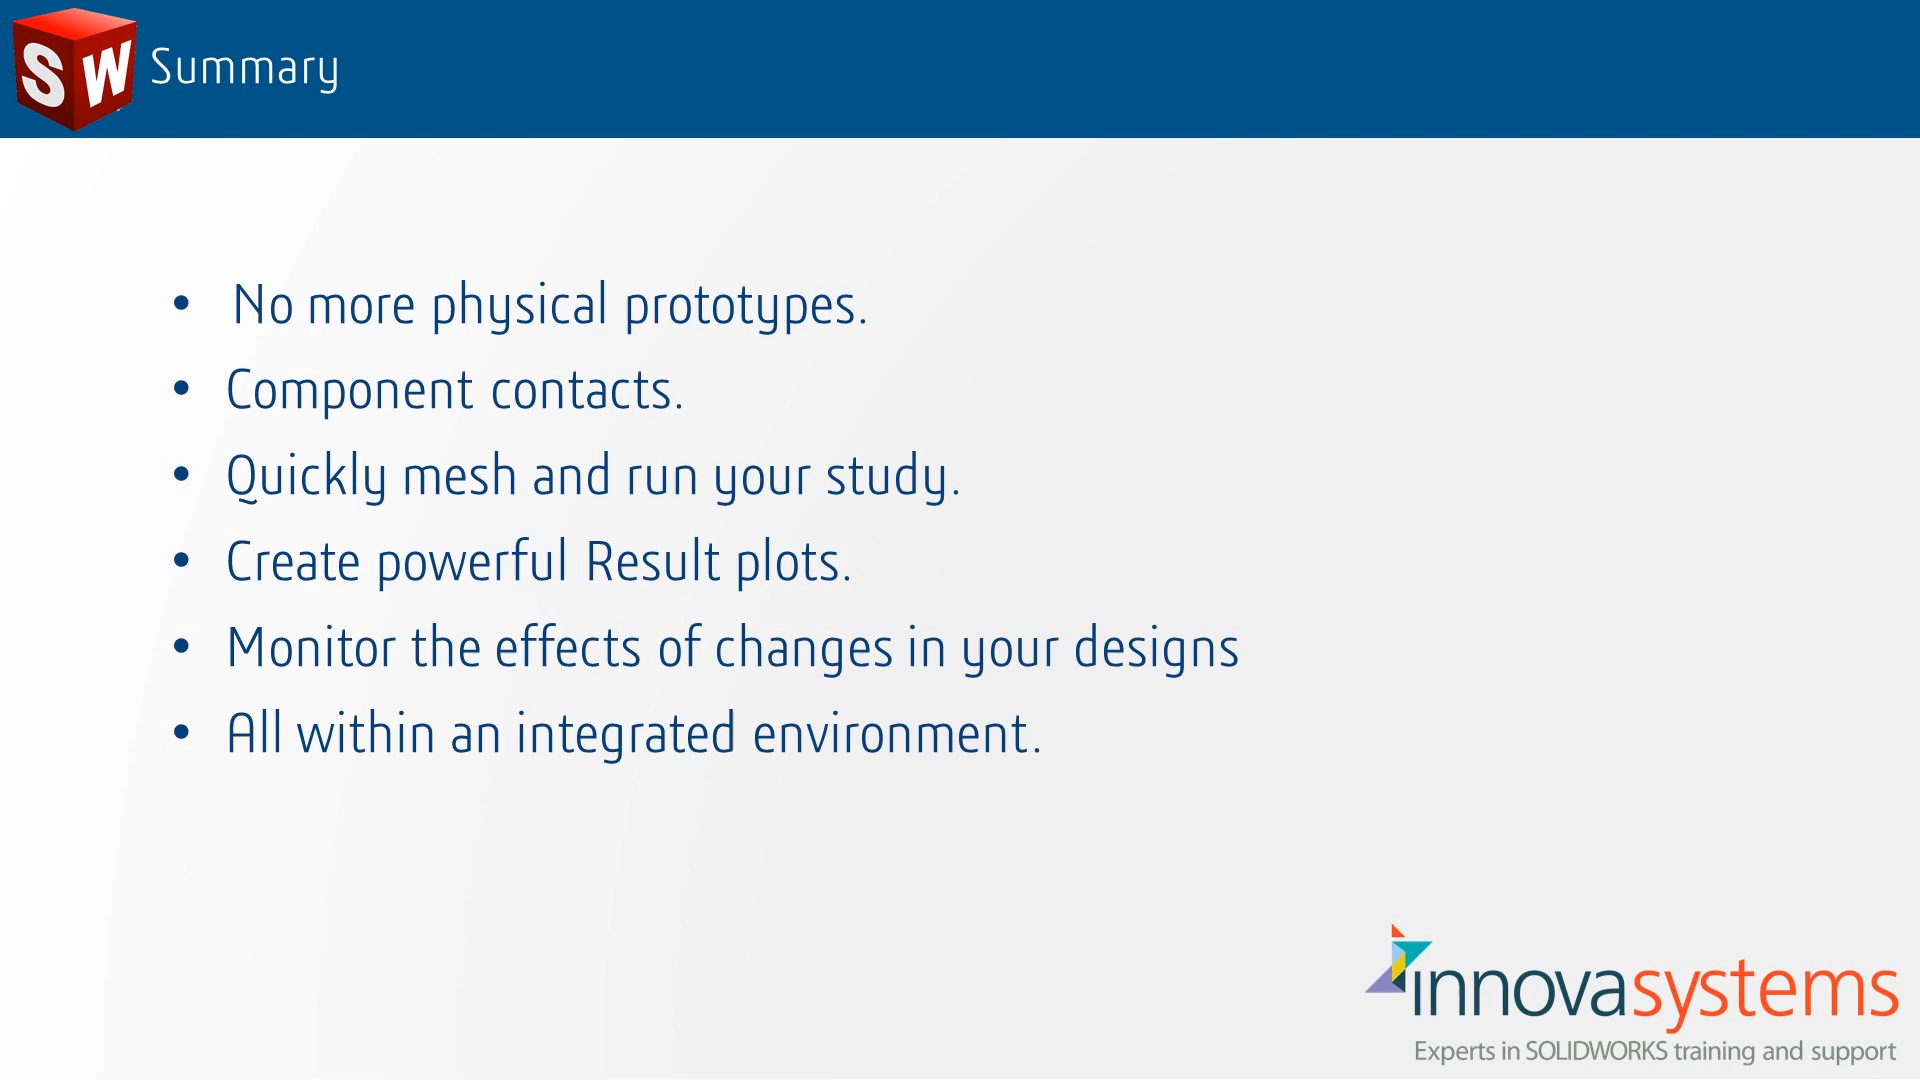 SW Summary
• No more physical prototypes.
• Component contacts.
• Quickly mesh and run your study.
• Create powerful Result plots.
• Monitor the effects of changes in your designs
• All within an integrated environment.
innovasystems
Experts in SOLIDWORKS training and support